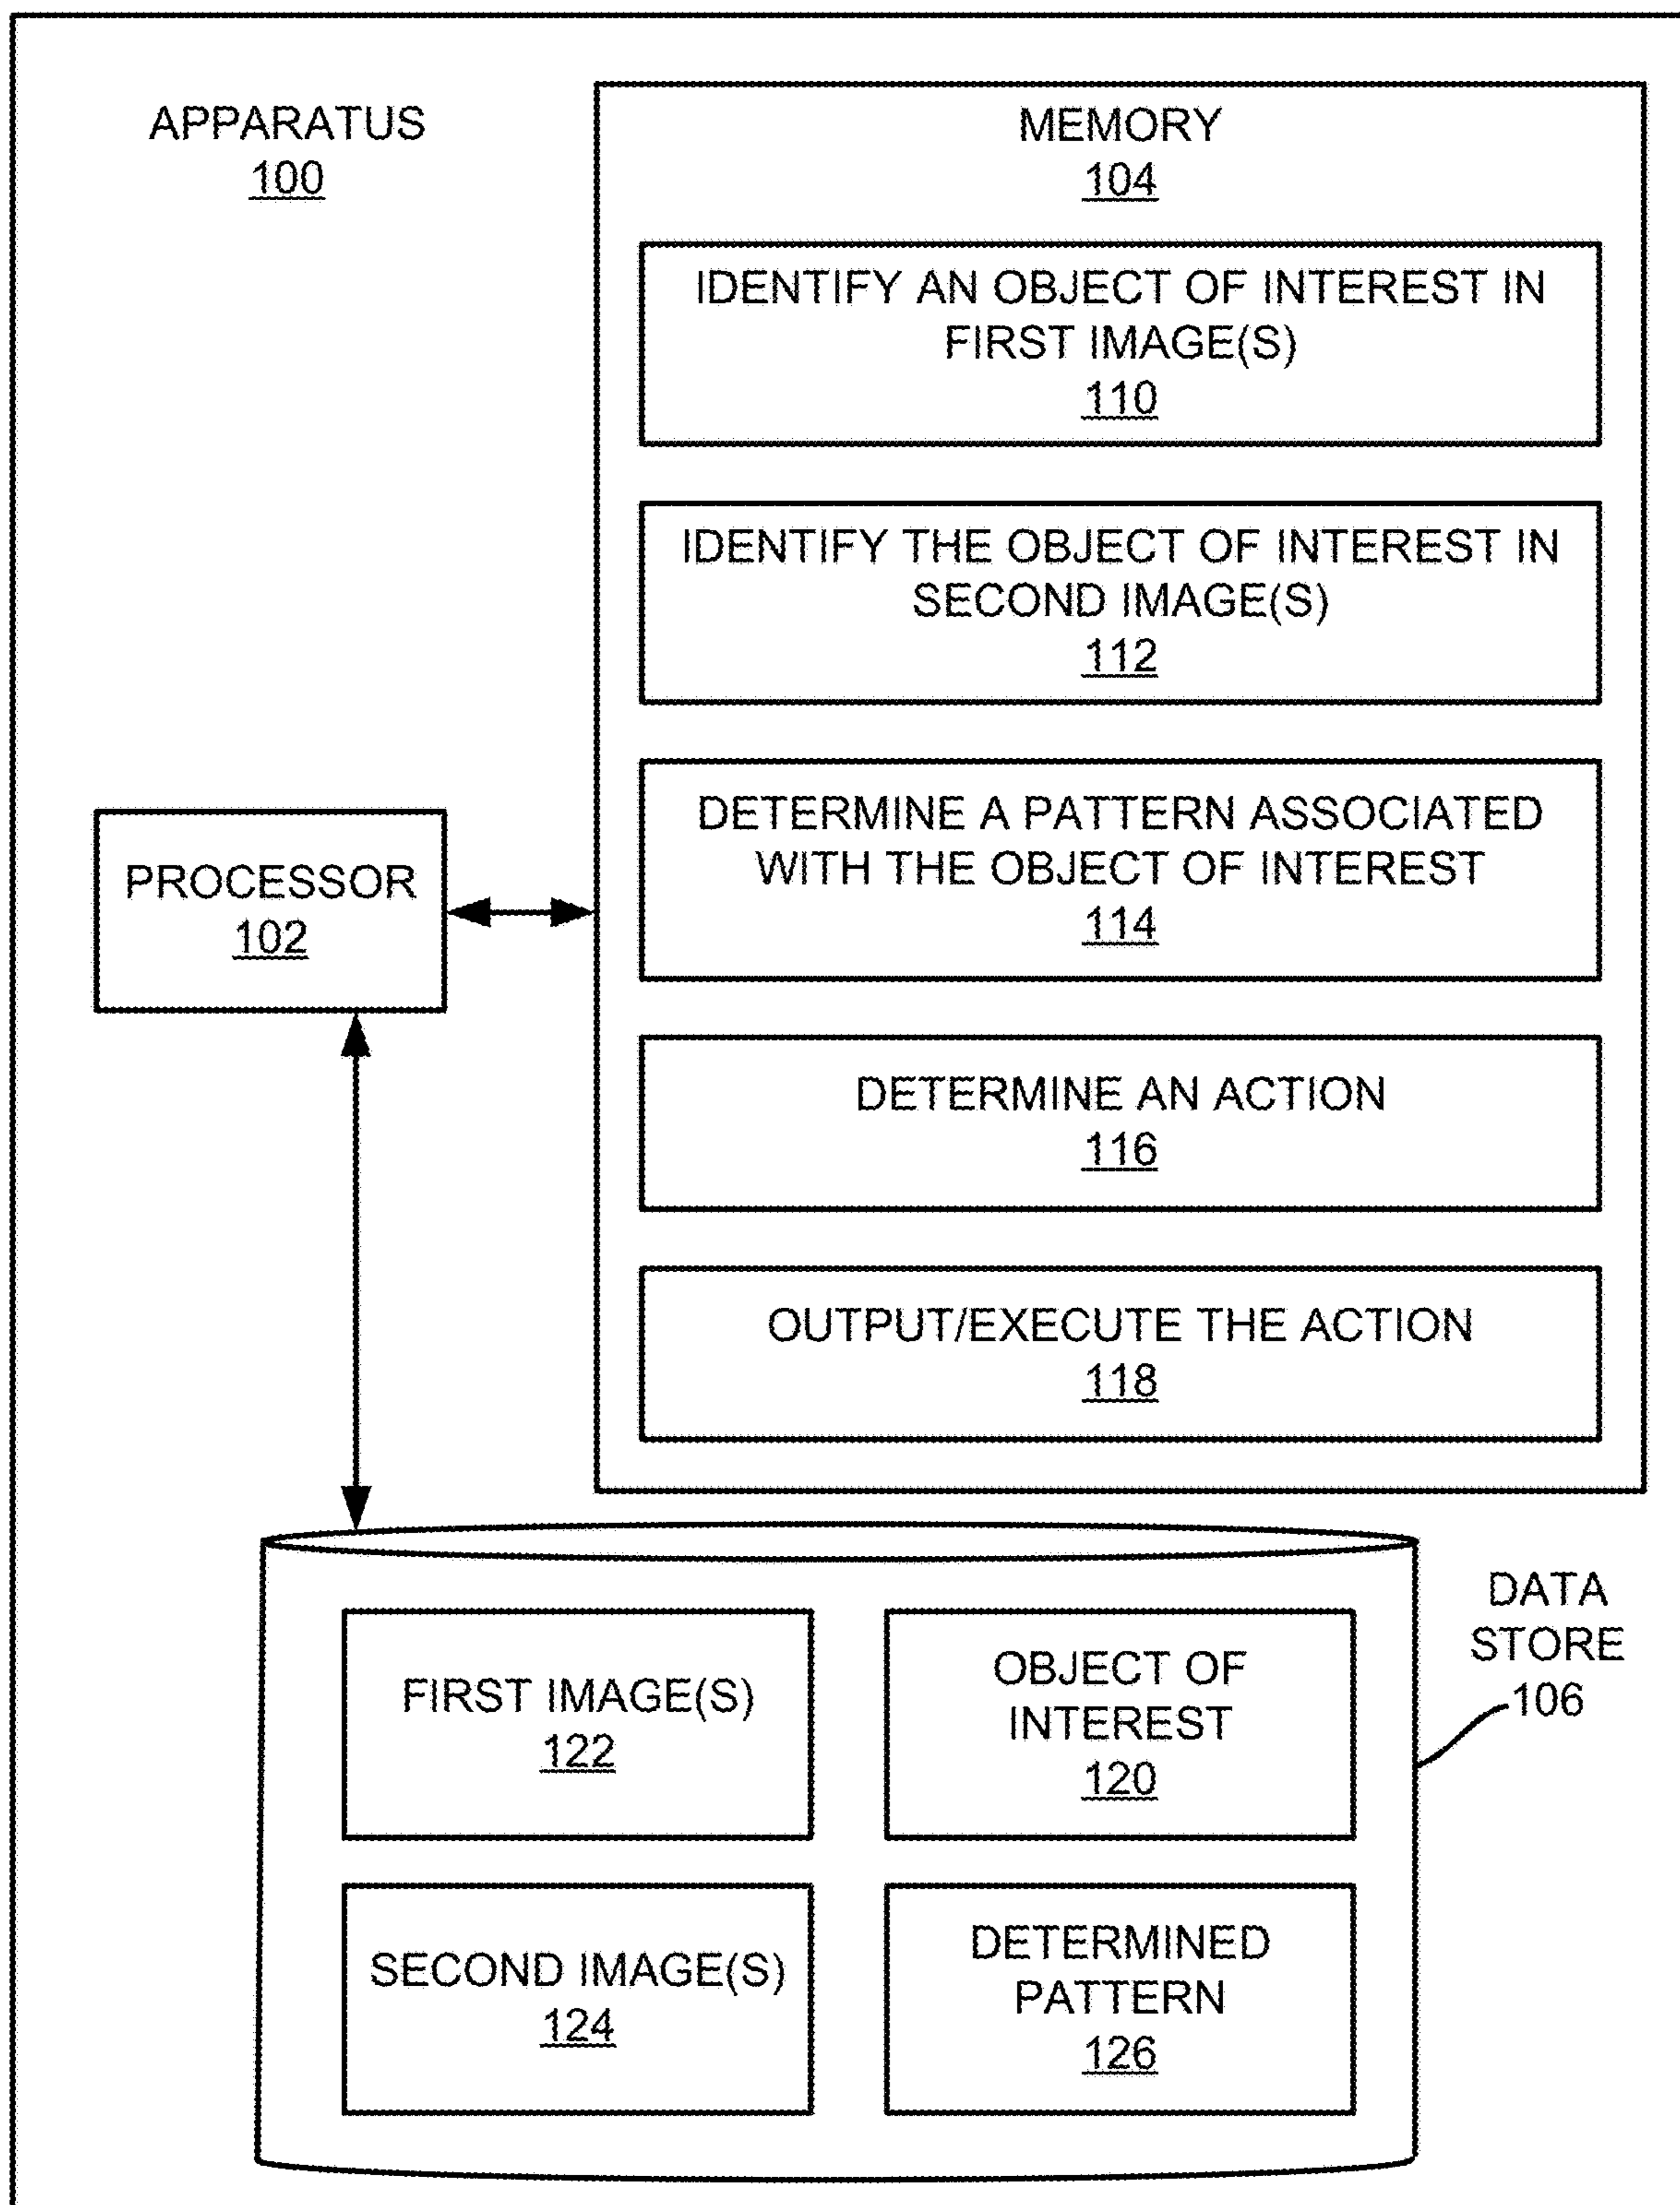 APPARATUS
100
MEMORY
104
IDENTIFY AN OBJECT OF INTEREST IN
FIRST IMAGE(S)
110
IDENTIFY THE OBJECT OF INTEREST IN
SECOND IMAGE(S)
112
DETERMINE A PATTERN ASSOCIATED
WITH THE OBJECT OF INTEREST
114
PROCESSOR
102
DETERMINE AN ACTION
116
OUTPUT/EXECUTE THE ACTION
118
DATA
STORE
106
FIRST IMAGE(S)
122
OBJECT OF
INTEREST
120
SECOND IMAGE(S)
124
DETERMINED
PATTERN
126